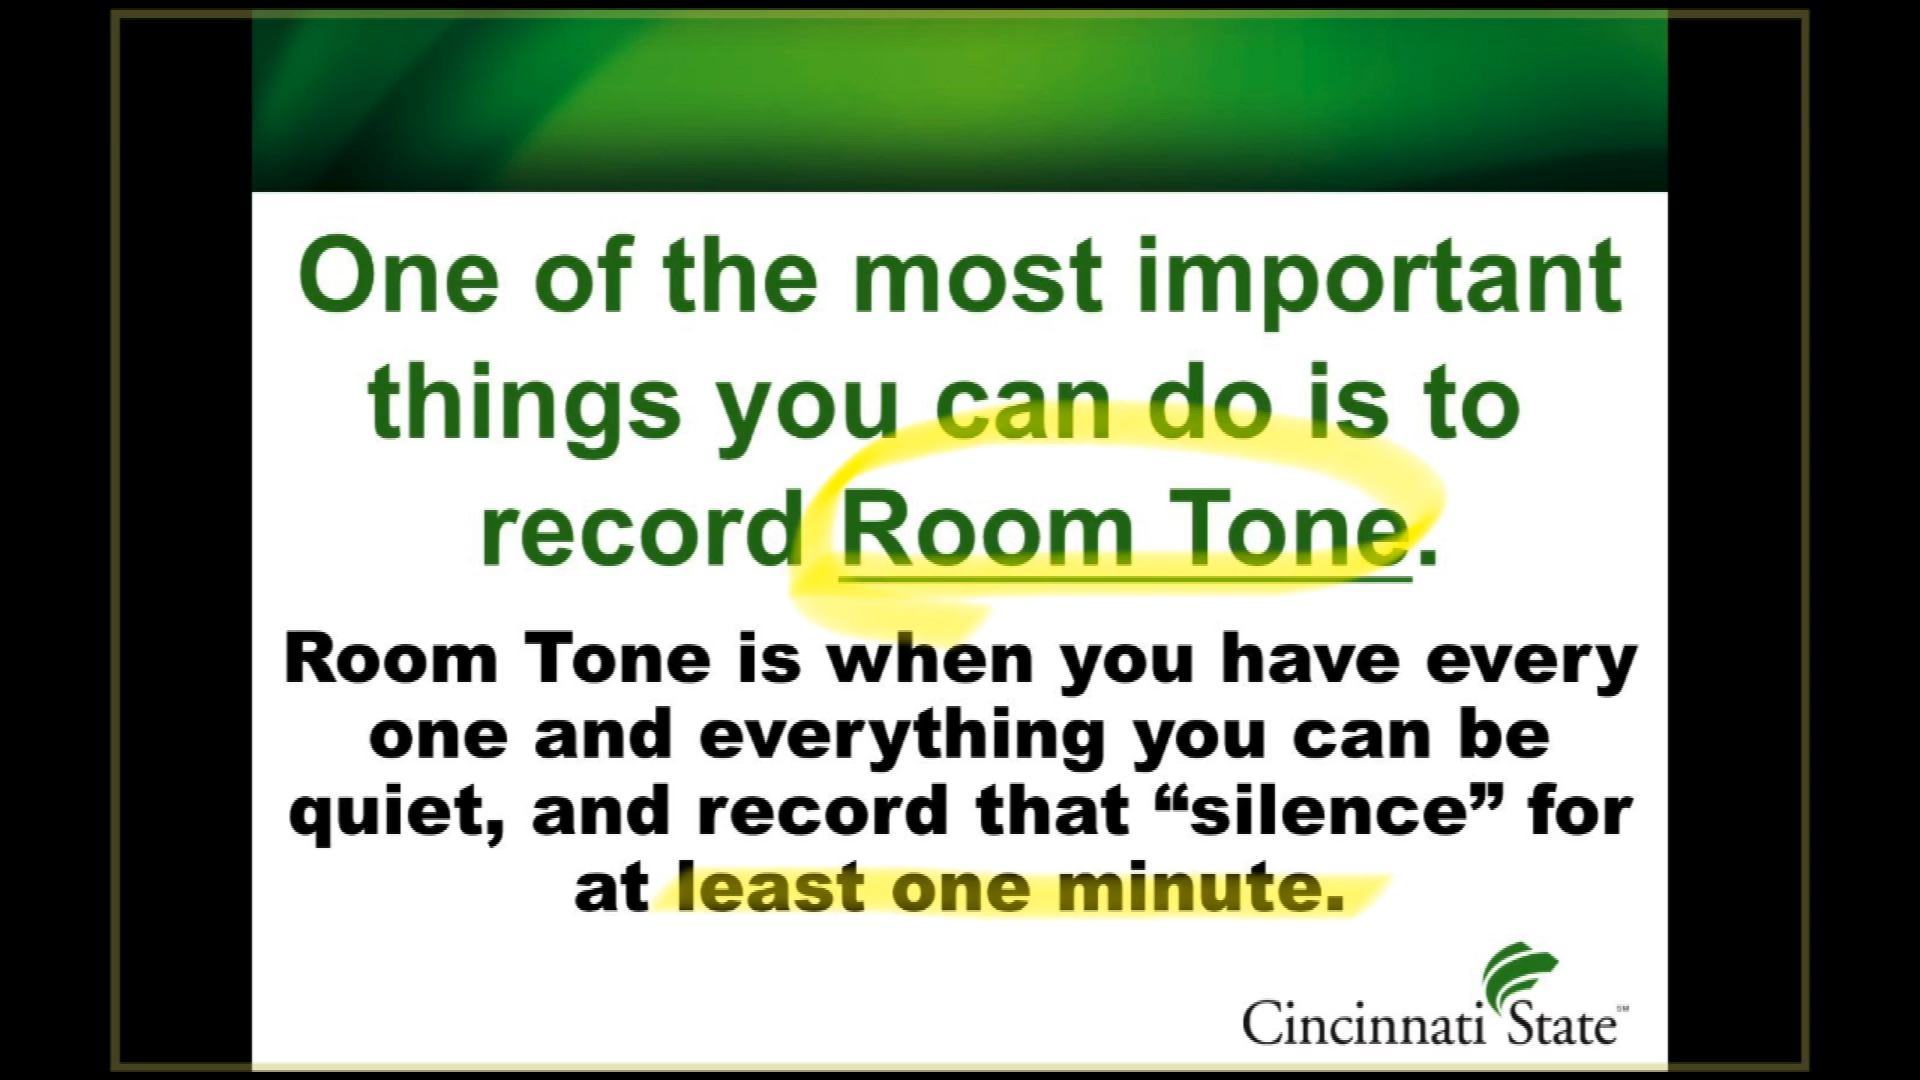 One of the most important
things you can do is to
record Room Tone.
Room Tone is when you have every
one and everything you can be
quiet, and record that “silence” for
at least one minute.
Cincinnati State℠